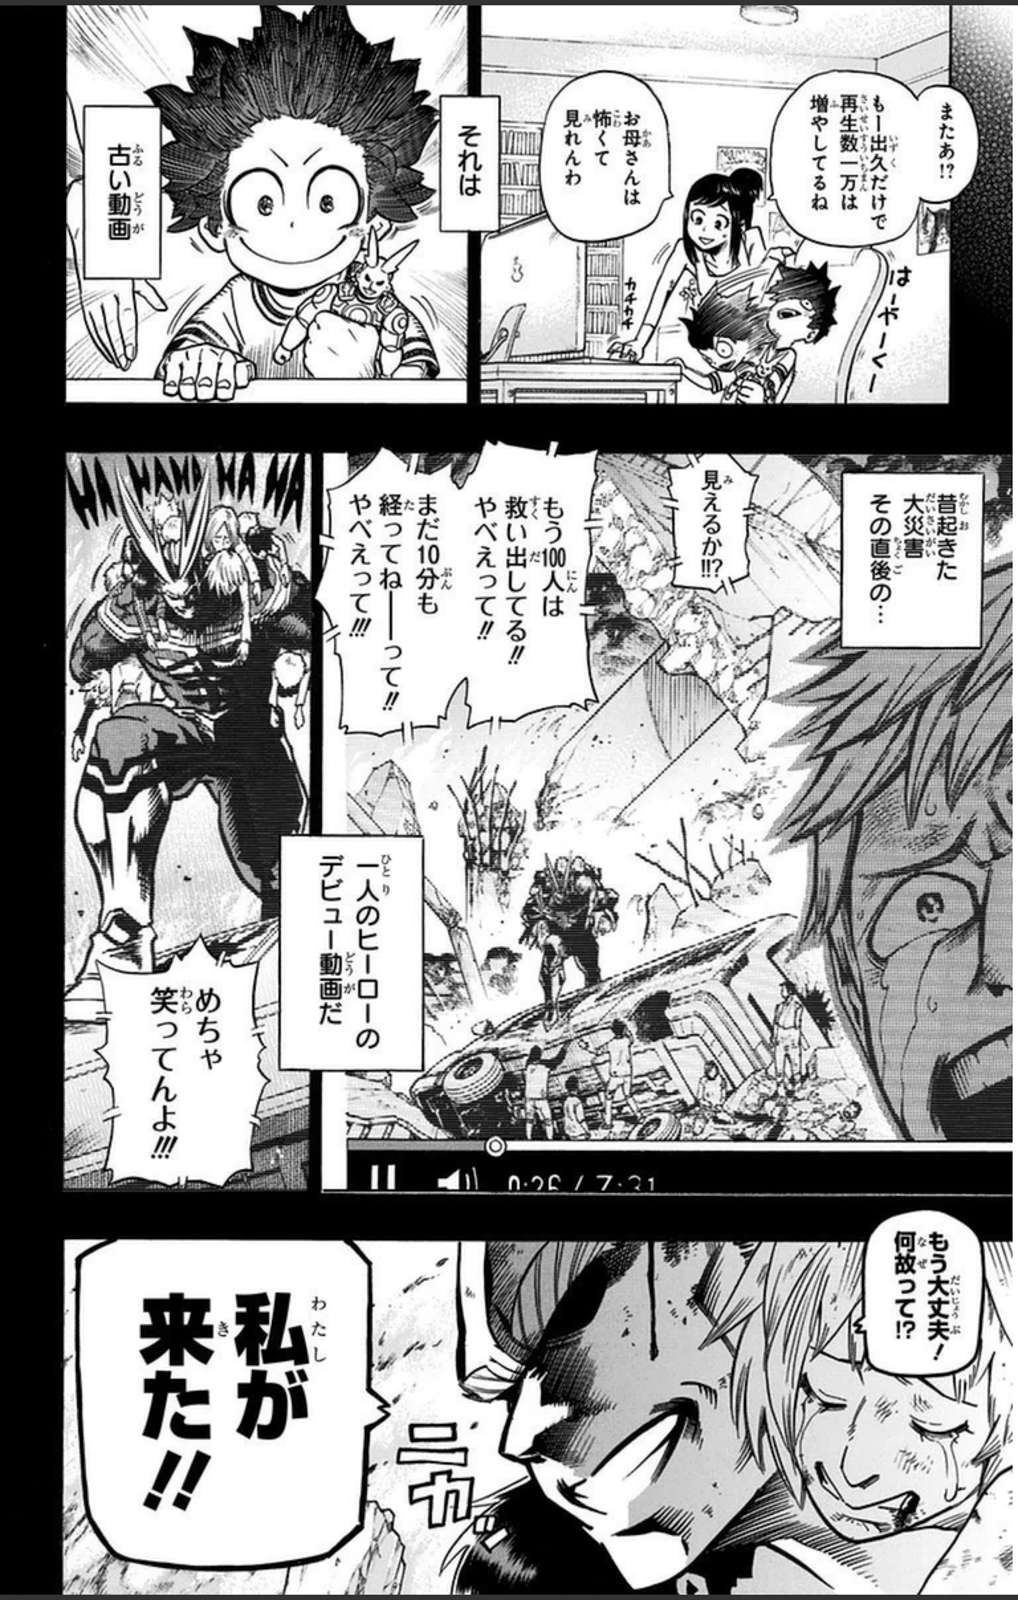 またあ!?
もー出久だけで
再生数一万は
増やしてるね
お母さんは
怖くて
見れんわ
はーやーくー
カチカチ
それは
古い動画
昔起きた
大災害
その直後の…
見えるか!!?
もう100人は
救い出してる!!
やべえって!!
まだ10分も
経ってね――って!!
やべえって!!!
一人のヒーローの
デビュー動画だ
0:26 / 7:31
HA HAHA HA HA
めちゃ
笑ってんよ!!!
もう大丈夫!
何故って!?
ニカッ
私が
来た!!